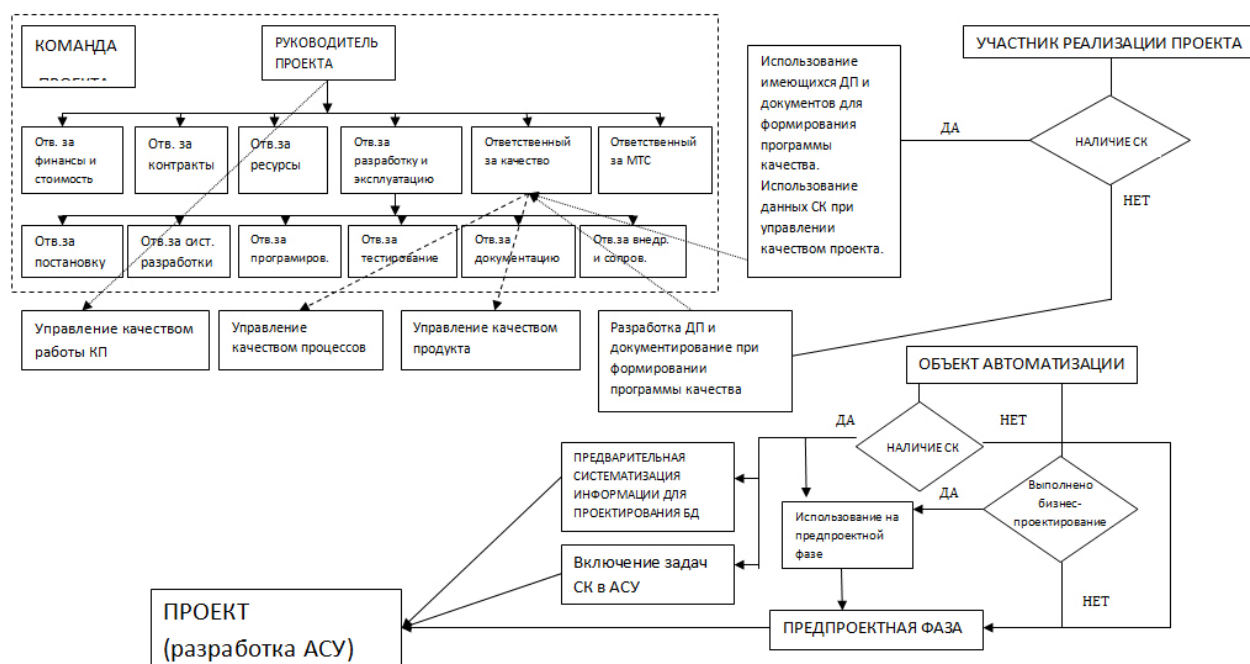 КОМАНДА
ПРОЕКТА
РУКОВОДИТЕЛЬ
ПРОЕКТА
Отв. за
финансы и
стоимость
Отв. за
контракты
Отв.за
ресурсы
Отв.за
разработку и
эксплуатацию
Ответственный
за качество
Ответственный
за МТС
Отв.за
постановку
Отв.за сист.
разработки
Отв.за
програмиров.
Отв.за
тестирование
Отв.за
документацию
Отв.за внедр.
и сопров.
Управление качеством
работы КП
Управление
качеством процессов
Управление качеством
продукта
Разработка ДП и
документирование при
формировании
программы качества
Использование
имеющихся ДП и
документов для
формирования
программы
качества.
Использование
данных СК при
управлении
качеством проекта.
УЧАСТНИК РЕАЛИЗАЦИИ ПРОЕКТА
ДА
НАЛИЧИЕ СК
НЕТ
ОБЪЕКТ АВТОМАТИЗАЦИИ
ДА
НЕТ
НАЛИЧИЕ СК
ПРЕДВАРИТЕЛЬНАЯ
СИСТЕМАТИЗАЦИЯ
ИНФОРМАЦИИ ДЛЯ
ПРОЕКТИРОВАНИЯ БД
Использование на
предпроектной
фазе
ДА
Выполнено
бизнес-
проектирование
Включение задач
СК в АСУ
НЕТ
ПРОЕКТ
(разработка АСУ)
ПРЕДПРОЕКТНАЯ ФАЗА